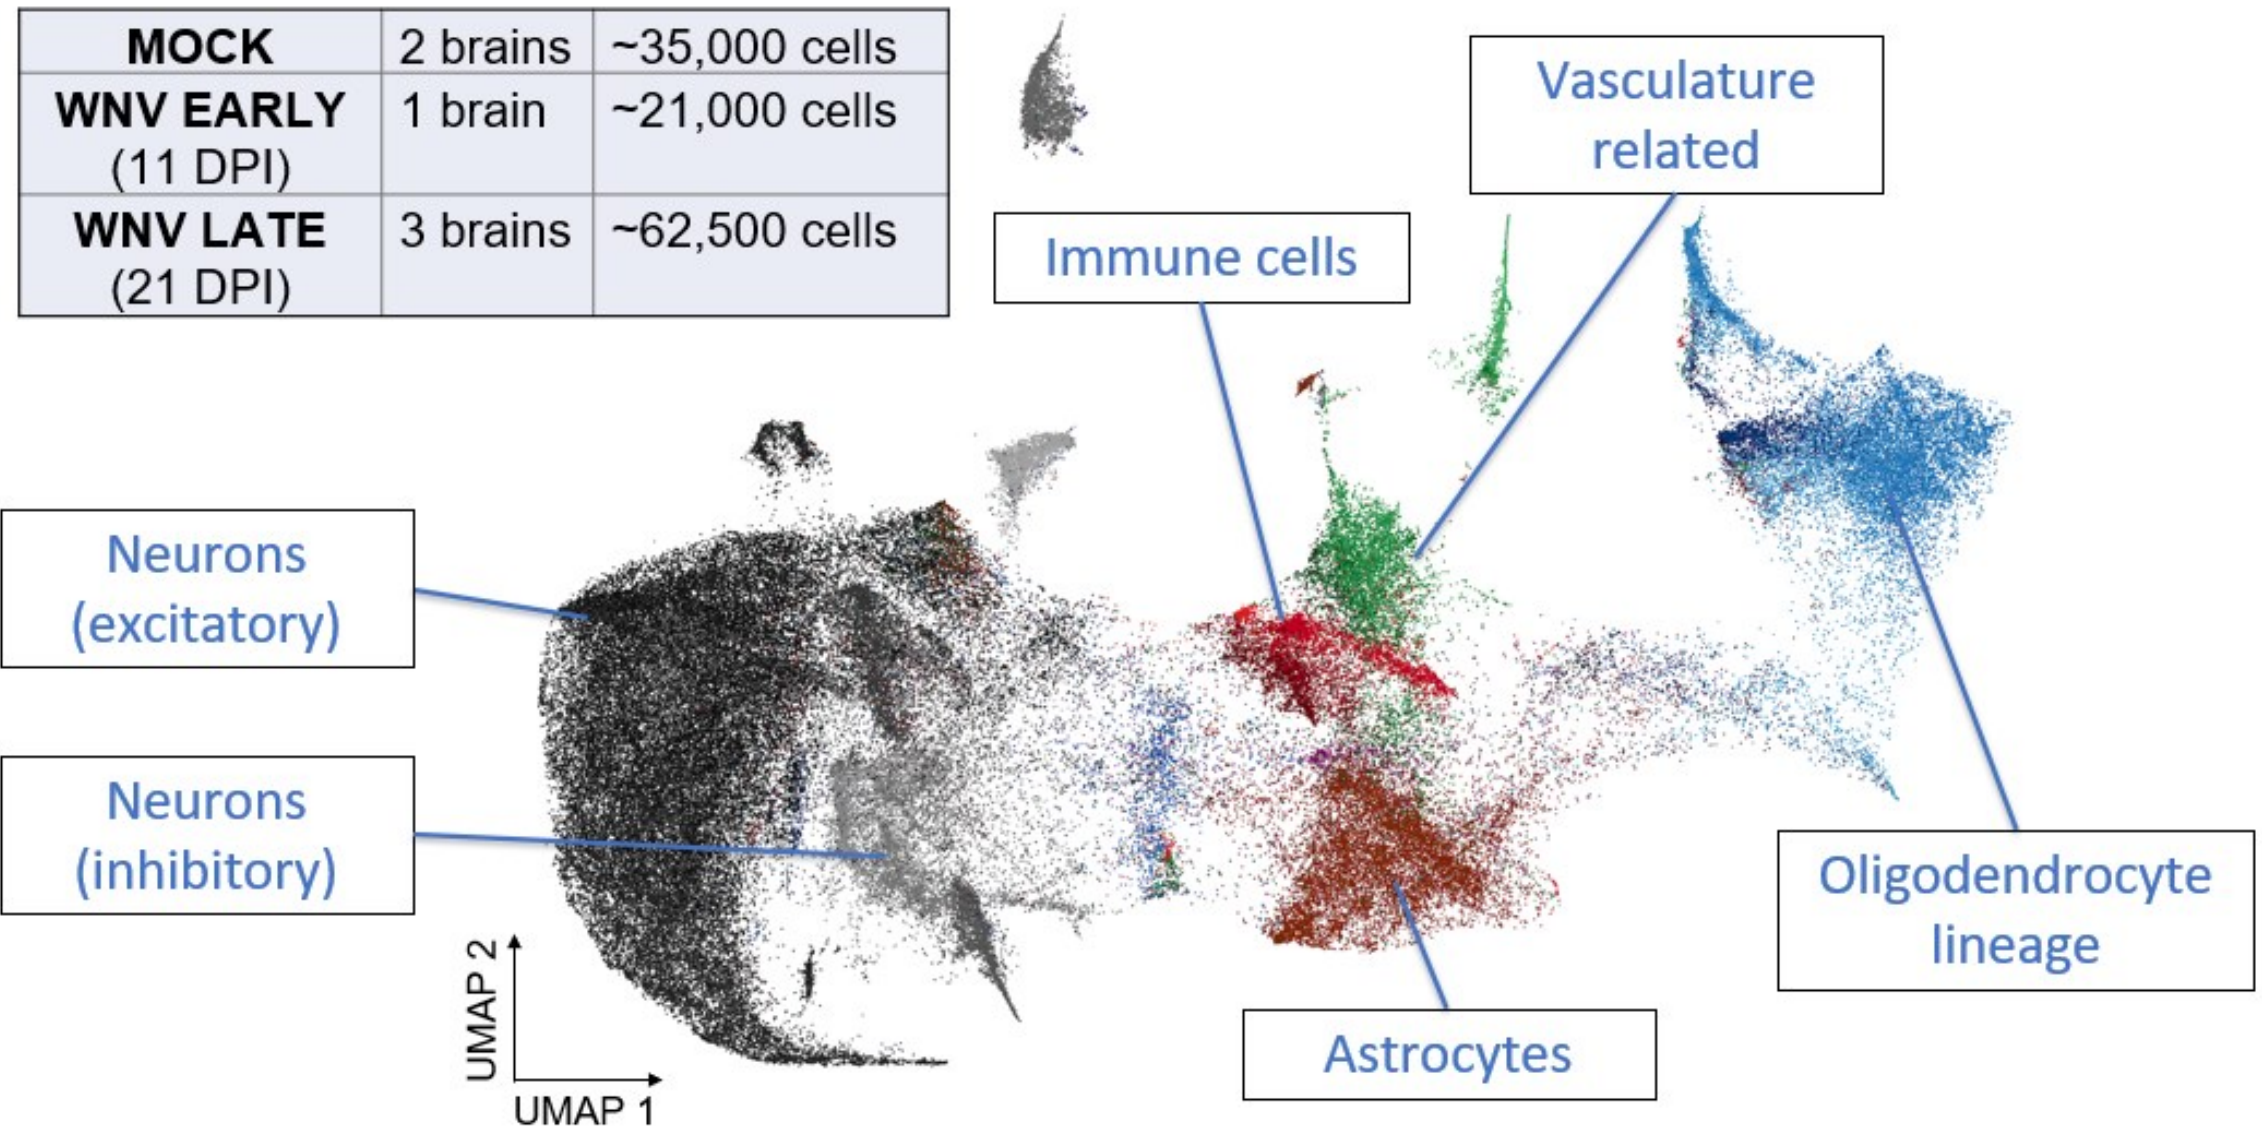 MOCK 2 brains ~35,000 cells
WNV EARLY 1 brain ~21,000 cells
(11 DPI)
WNV LATE 3 brains ~62,500 cells
(21 DPI)
Vasculature
related
Immune cells
Neurons
(excitatory)
Neurons
(inhibitory)
Oligodendrocyte
lineage
Astrocytes
UMAP 2
UMAP 1